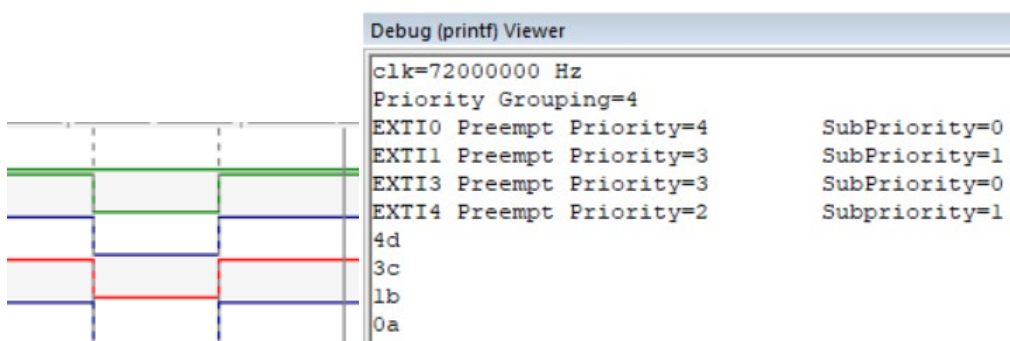 Debug (printf) Viewer
clk=72000000 Hz
Priority Grouping=4
EXTI0 Preempt Priority=4 SubPriority=0
EXTI1 Preempt Priority=3 SubPriority=1
EXTI3 Preempt Priority=3 SubPriority=0
EXTI4 Preempt Priority=2 Subpriority=1
4d
3c
1b
0a